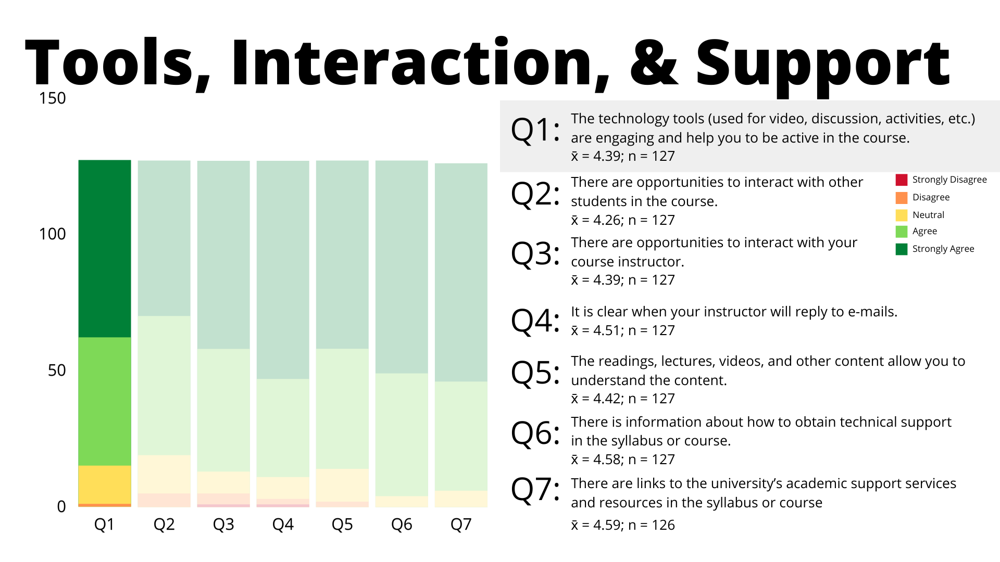 Tools, Interaction, & Support
150
100
50
0
Q1
Q2
Q3
Q4
Q5
Q6
Q7
Q1:
The technology tools (used for video, discussion, activities, etc.)
are engaging and help you to be active in the course.
x̄ = 4.39; n = 127
Q2:
There are opportunities to interact with other
students in the course.
x̄ = 4.26; n = 127
Q3:
There are opportunities to interact with your
course instructor.
x̄ = 4.39; n = 127
Q4:
It is clear when your instructor will reply to e-mails.
x̄ = 4.51; n = 127
Q5:
The readings, lectures, videos, and other content allow you to
understand the content.
x̄ = 4.42; n = 127
Q6:
There is information about how to obtain technical support
in the syllabus or course.
x̄ = 4.58; n = 127
Q7:
There are links to the university’s academic support services
and resources in the syllabus or course
x̄ = 4.59; n = 126
Strongly Disagree
Disagree
Neutral
Agree
Strongly Agree